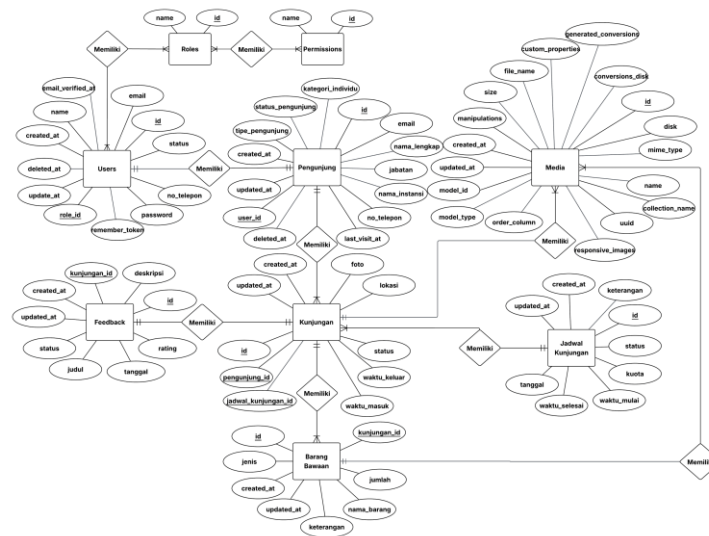 generated_conversions
name
id
name
id
custom_properties
Memiliki
Roles
Memiliki
Permissions
file_name
conversions_disk
kategori_individu
email_verified_at
email
status_pengunjung
id
size
id
name
id
tipe_pengunjung
email
manipulations
disk
created_at
status
created_at
nama_lengkap
created_at
mime_type
deleted_at
Users
Memiliki
Pengunjung
jabatan
updated_at
Media
update_at
no_telepon
updated_at
nama_instansi
model_id
name
role_id
password
user_id
no_telepon
model_type
collection_name
remember_token
deleted_at
last_visit_at
order_column
uuid
Memiliki
Memiliki
responsive_images
created_at
foto
kunjungan_id
deskripsi
updated_at
lokasi
created_at
keterangan
created_at
id
updated_at
id
updated_at
Feedback
Memiliki
Kunjungan
status
status
rating
id
status
Memiliki
Jadwal
Kunjungan
kuota
judul
tanggal
pengunjung_id
waktu_keluar
tanggal
waktu_mulai
jadwal_kunjungan_id
Memiliki
waktu_masuk
waktu_selesai
id
kunjungan_id
jenis
Barang
Bawaan
Memili
created_at
jumlah
updated_at
nama_barang
keterangan